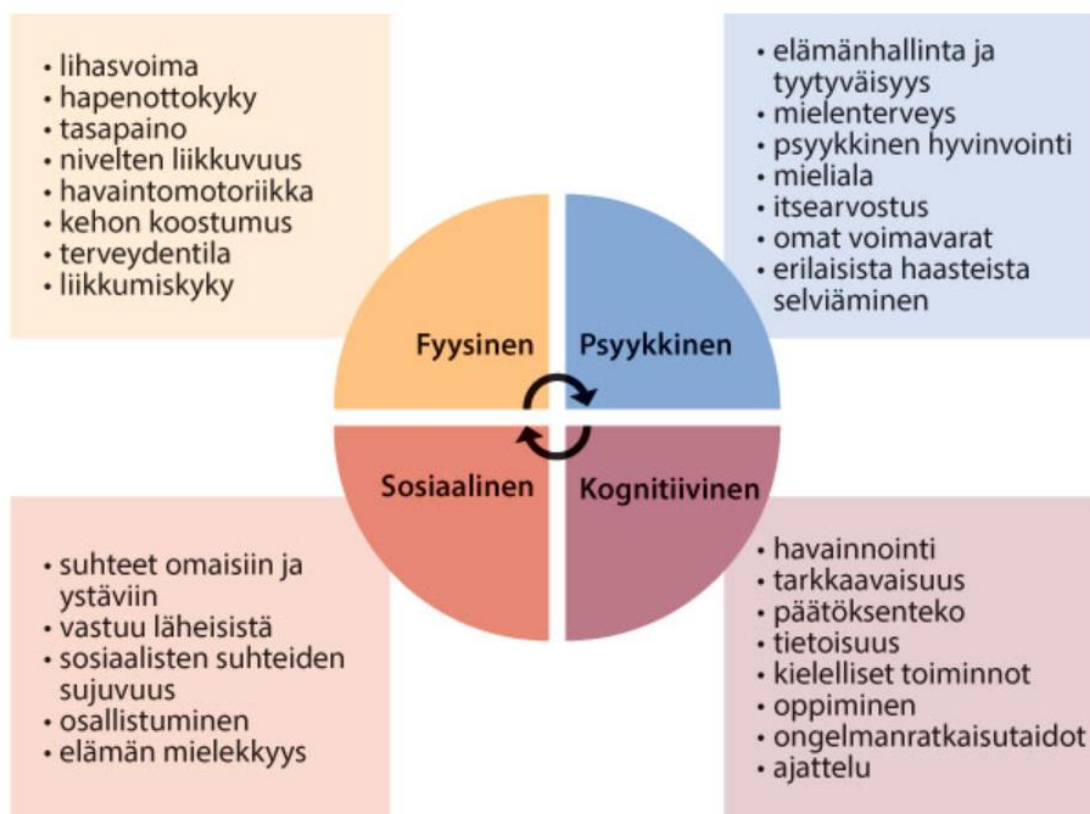 • lihasvoima
• hapenottokyky
• tasapaino
• nivelten liikkuvuus
• havaintomotoriikka
• kehon koostumus
• terveydentila
• liikkumiskyky
• elämänhallinta ja
tyytyväisyys
• mielenterveys
• psyykkinen hyvinvointi
• mieliala
• itsearvostus
• omat voimavarat
• erilaisista haasteista
selviäminen
Fyysinen
Psyykkinen
Sosiaalinen
Kognitiivinen
• suhteet omaisiin ja
ystäviin
• vastuu läheisistä
• sosiaalisten suhteiden
sujuvuus
• osallistuminen
• elämän mielekkyys
• havainnointi
• tarkkaavaisuus
• päätöksenteko
• tietoisuus
• kielelliset toiminnot
• oppiminen
• ongelmanratkaisutaidot
• ajattelu